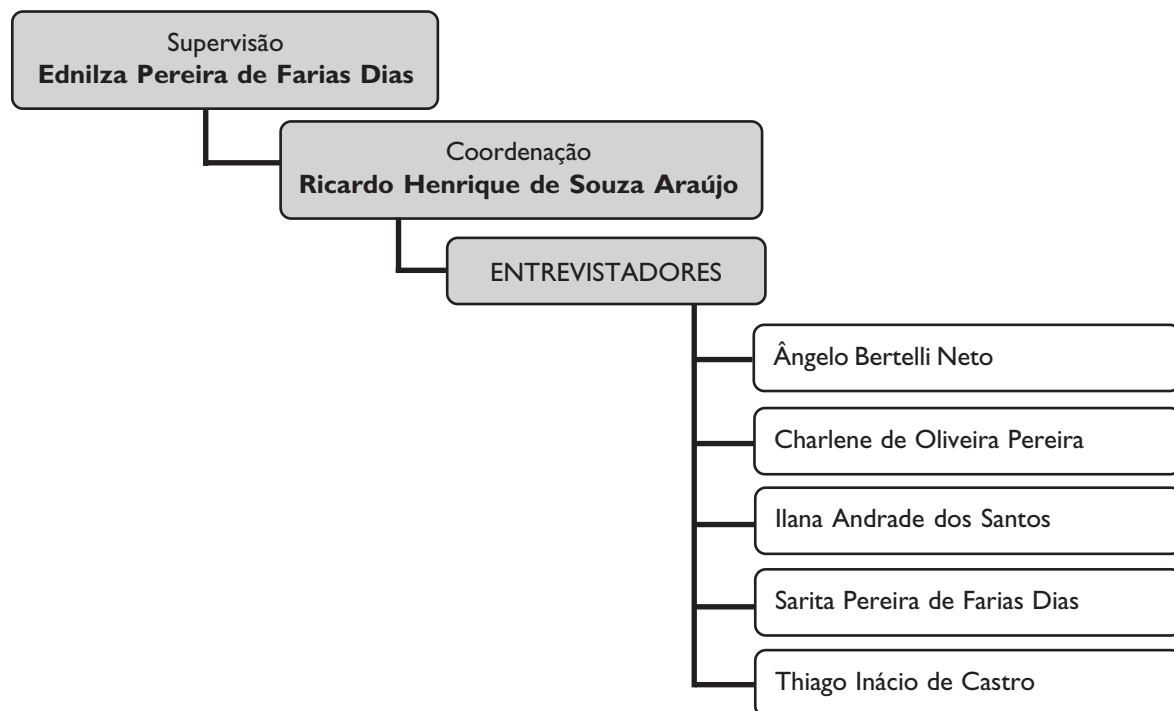 Supervisão
Ednilza Pereira de Farias Dias
Coordenação
Ricardo Henrique de Souza Araújo
ENTREVISTADORES
Ângelo Bertelli Neto
Charlene de Oliveira Pereira
Ilana Andrade dos Santos
Sarita Pereira de Farias Dias
Thiago Inácio de Castro